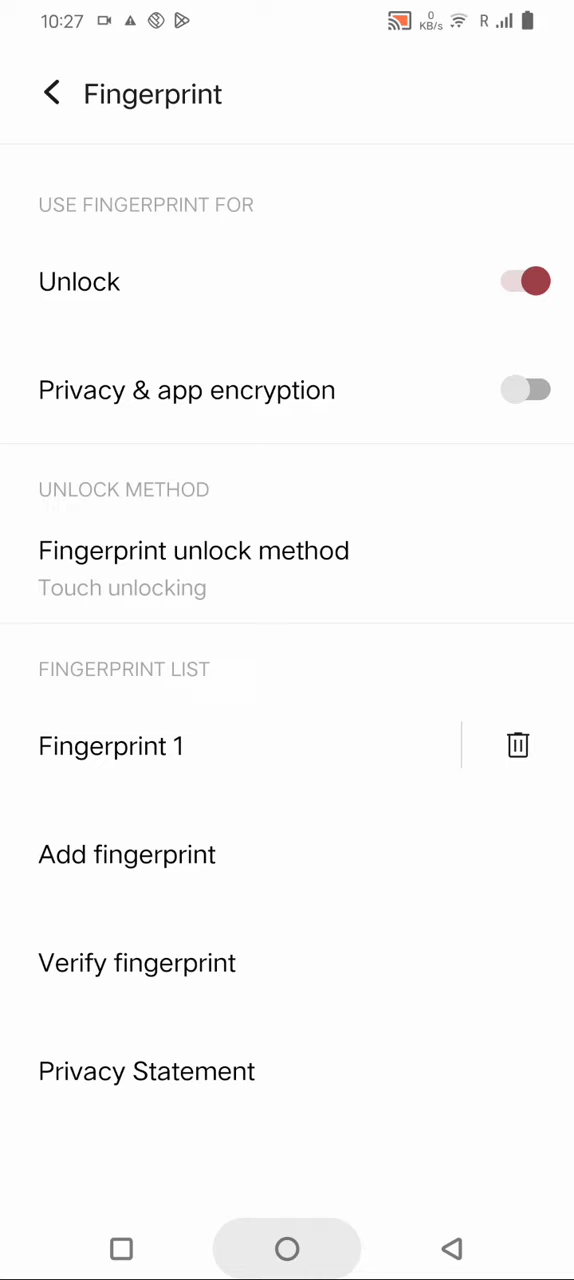 10:27
0
KB/s
R
Fingerprint
USE FINGERPRINT FOR
Unlock
Privacy & app encryption
UNLOCK METHOD
Fingerprint unlock method
Touch unlocking
FINGERPRINT LIST
Fingerprint 1
Add fingerprint
Verify fingerprint
Privacy Statement